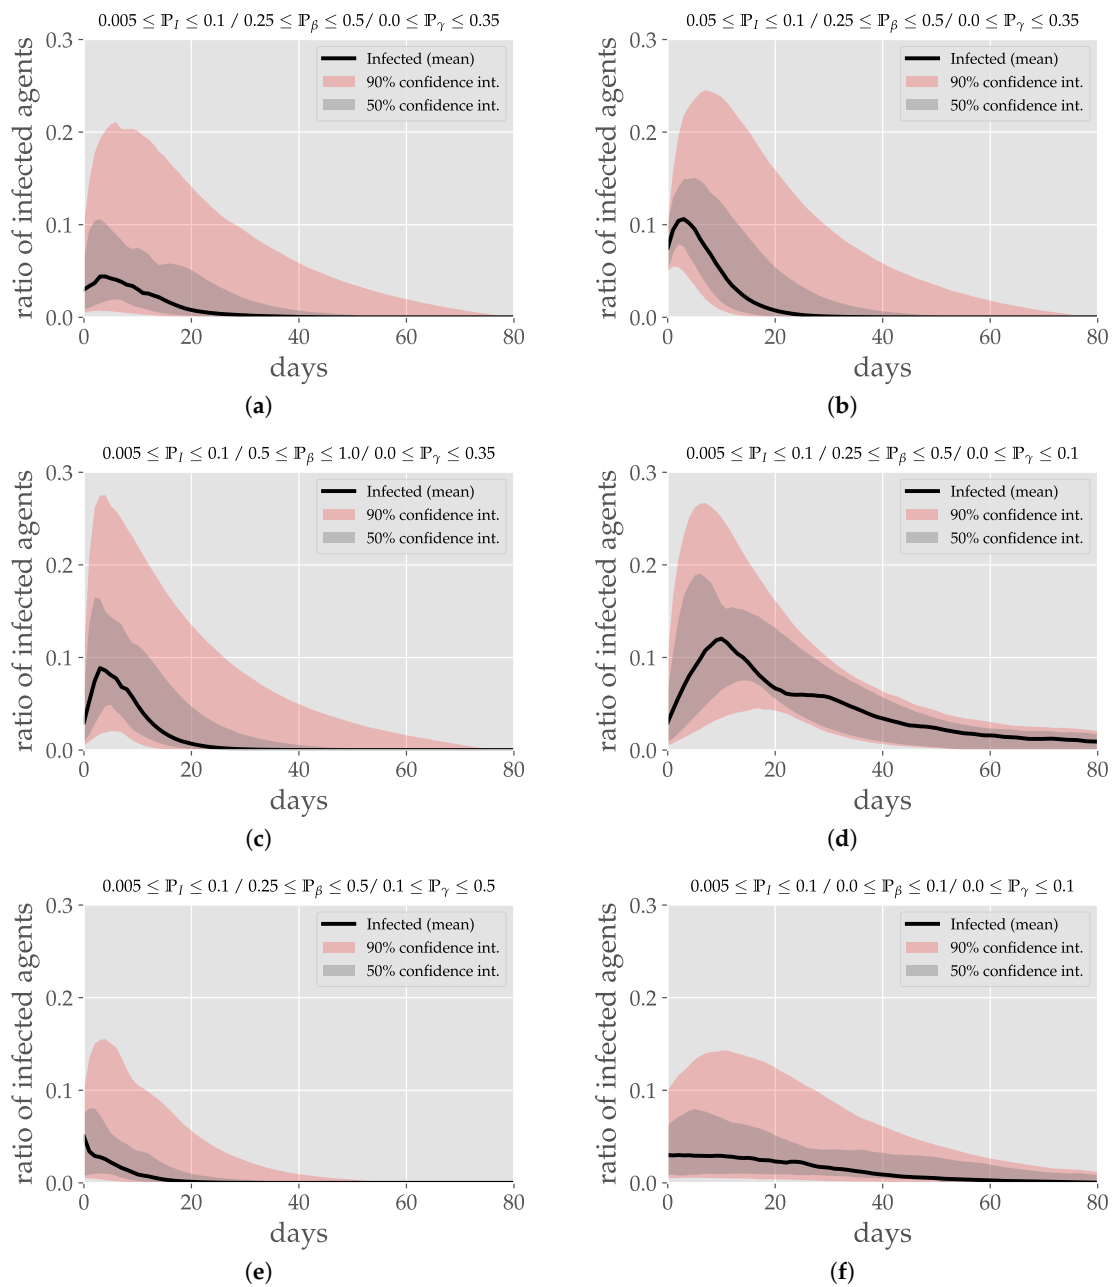 0.005 ≤ ℙ_I ≤ 0.1 / 0.25 ≤ ℙ_β ≤ 0.5/ 0.0 ≤ ℙ_γ ≤ 0.35
ratio of infected agents
0.3
0.2
0.1
0.0
Infected (mean)
90% confidence int.
50% confidence int.
0 20 40 60 80
days
(a)
0.05 ≤ ℙ_I ≤ 0.1 / 0.25 ≤ ℙ_β ≤ 0.5/ 0.0 ≤ ℙ_γ ≤ 0.35
ratio of infected agents
0.3
0.2
0.1
0.0
Infected (mean)
90% confidence int.
50% confidence int.
0 20 40 60 80
days
(b)
0.005 ≤ ℙ_I ≤ 0.1 / 0.5 ≤ ℙ_β ≤ 1.0/ 0.0 ≤ ℙ_γ ≤ 0.35
ratio of infected agents
0.3
0.2
0.1
0.0
Infected (mean)
90% confidence int.
50% confidence int.
0 20 40 60 80
days
(c)
0.005 ≤ ℙ_I ≤ 0.1 / 0.25 ≤ ℙ_β ≤ 0.5/ 0.0 ≤ ℙ_γ ≤ 0.1
ratio of infected agents
0.3
0.2
0.1
0.0
Infected (mean)
90% confidence int.
50% confidence int.
0 20 40 60 80
days
(d)
0.005 ≤ ℙ_I ≤ 0.1 / 0.25 ≤ ℙ_β ≤ 0.5/ 0.1 ≤ ℙ_γ ≤ 0.5
ratio of infected agents
0.3
0.2
0.1
0.0
Infected (mean)
90% confidence int.
50% confidence int.
0 20 40 60 80
days
(e)
0.005 ≤ ℙ_I ≤ 0.1 / 0.0 ≤ ℙ_β ≤ 0.1/ 0.0 ≤ ℙ_γ ≤ 0.1
ratio of infected agents
0.3
0.2
0.1
0.0
Infected (mean)
90% confidence int.
50% confidence int.
0 20 40 60 80
days
(f)